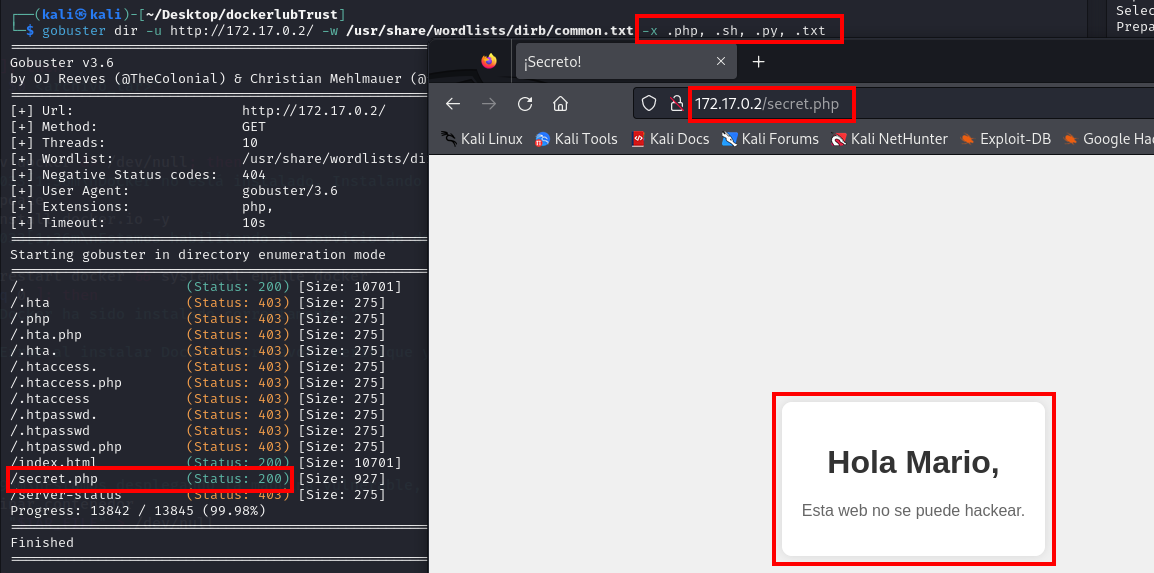 ┌──(kali㉿kali)-[~/Desktop/dockerlubTrust]
└─$ gobuster dir -u http://172.17.0.2/ -w /usr/share/wordlists/dirb/common.txt -x .php, .sh, .py, .txt
Gobuster v3.6
by OJ Reeves (@TheColonial) & Christian Mehlmauer (@
[+] Url: http://172.17.0.2/
[+] Method: GET
[+] Threads: 10
[+] Wordlist: /usr/share/wordlists/di
[+] Negative Status codes: 404
[+] User Agent: gobuster/3.6
[+] Extensions: php,
[+] Timeout: 10s
Starting gobuster in directory enumeration mode
/. (Status: 200) [Size: 10701]
/.hta (Status: 403) [Size: 275]
/.php (Status: 403) [Size: 275]
/.hta.php (Status: 403) [Size: 275]
/.hta. (Status: 403) [Size: 275]
/.htaccess. (Status: 403) [Size: 275]
/.htaccess.php (Status: 403) [Size: 275]
/.htaccess (Status: 403) [Size: 275]
/.htpasswd. (Status: 403) [Size: 275]
/.htpasswd (Status: 403) [Size: 275]
/.htpasswd.php (Status: 403) [Size: 275]
/index.html (Status: 200) [Size: 10701]
/secret.php (Status: 200) [Size: 927]
/server-status (Status: 403) [Size: 275]
Progress: 13842 / 13845 (99.98%)
Finished
Selec
Prepa
¡Secreto!
172.17.0.2/secret.php
Kali Linux Kali Tools Kali Docs Kali Forums Kali NetHunter Exploit-DB Google Ha
Hola Mario,
Esta web no se puede hackear.